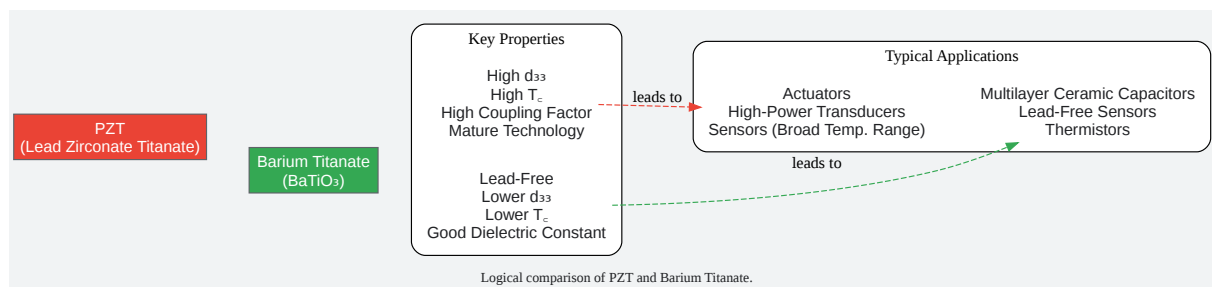 PZT
(Lead Zirconate Titanate)
Barium Titanate
(BaTiO₃)
Key Properties
High d₃₃
High T꜀
High Coupling Factor
Mature Technology
Lead-Free
Lower d₃₃
Lower T꜀
Good Dielectric Constant
leads to
leads to
Typical Applications
Actuators
High-Power Transducers
Sensors (Broad Temp. Range)
Multilayer Ceramic Capacitors
Lead-Free Sensors
Thermistors
Logical comparison of PZT and Barium Titanate.